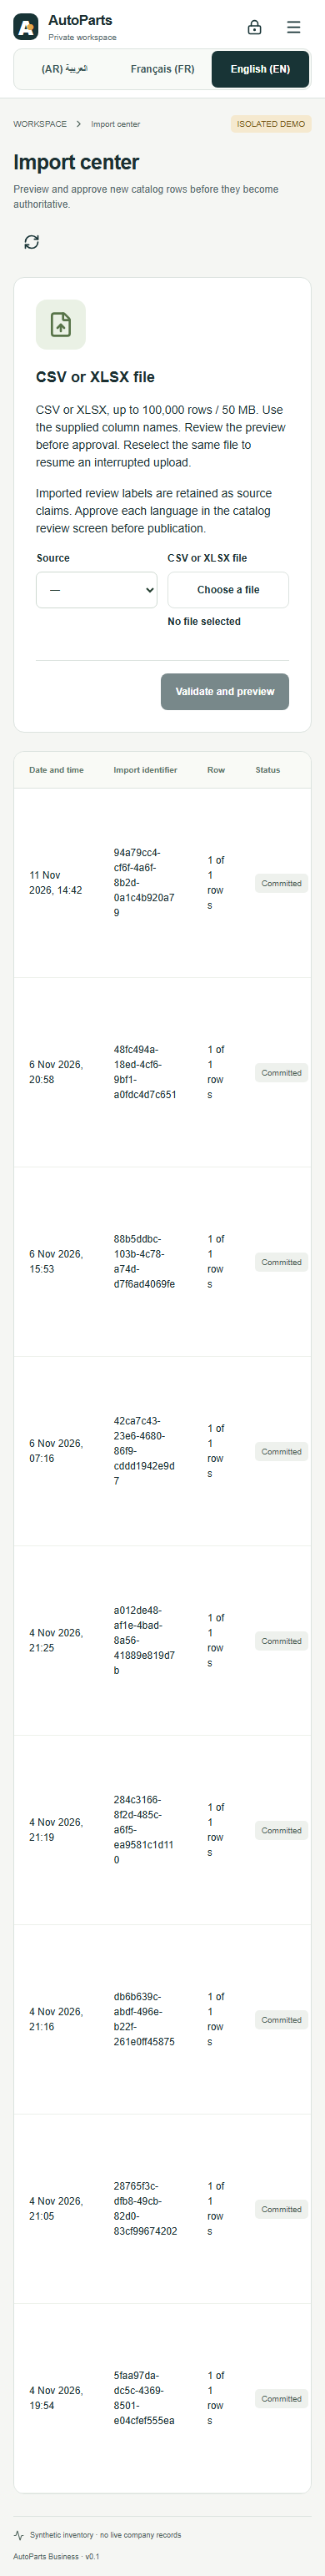 AutoParts
Private workspace
العربية (AR)
Français (FR)
English (EN)
WORKSPACE > Import center
ISOLATED DEMO
Import center
Preview and approve new catalog rows before they become
authoritative.
CSV or XLSX file
CSV or XLSX, up to 100,000 rows / 50 MB. Use
the supplied column names. Review the preview
before approval. Reselect the same file to
resume an interrupted upload.
Imported review labels are retained as source
claims. Approve each language in the catalog
review screen before publication.
Source
CSV or XLSX file
—
Choose a file
No file selected
Validate and preview
Date and time
Import identifier
Row
Status
11 Nov
2026, 14:42
94a79cc4-
cf6f-4a6f-
8b2d-
0a1c4b920a7
9
1 of
1
row
s
Committed
6 Nov 2026,
20:58
48fc494a-
18ed-4cf6-
9bf1-
a0fdc4d7c651
1 of
1
row
s
Committed
6 Nov 2026,
15:53
88b5ddbc-
103b-4c78-
a74d-
d7f6ad4069fe
1 of
1
row
s
Committed
6 Nov 2026,
07:16
42ca7c43-
23e6-4680-
86f9-
cddd1942e9d
7
1 of
1
row
s
Committed
4 Nov 2026,
21:25
a012de48-
af1e-4bad-
8a56-
41889e819d7
b
1 of
1
row
s
Committed
4 Nov 2026,
21:19
284c3166-
8f2d-485c-
a6f5-
ea9581c1d11
0
1 of
1
row
s
Committed
4 Nov 2026,
21:16
db6b639c-
abdf-496e-
b22f-
261e0ff45875
1 of
1
row
s
Committed
4 Nov 2026,
21:05
28765f3c-
dfb8-49cb-
82d0-
83cf99674202
1 of
1
row
s
Committed
4 Nov 2026,
19:54
5faa97da-
dc5c-4369-
8501-
e04cfef555ea
1 of
1
row
s
Committed
Synthetic inventory · no live company records
AutoParts Business · v0.1